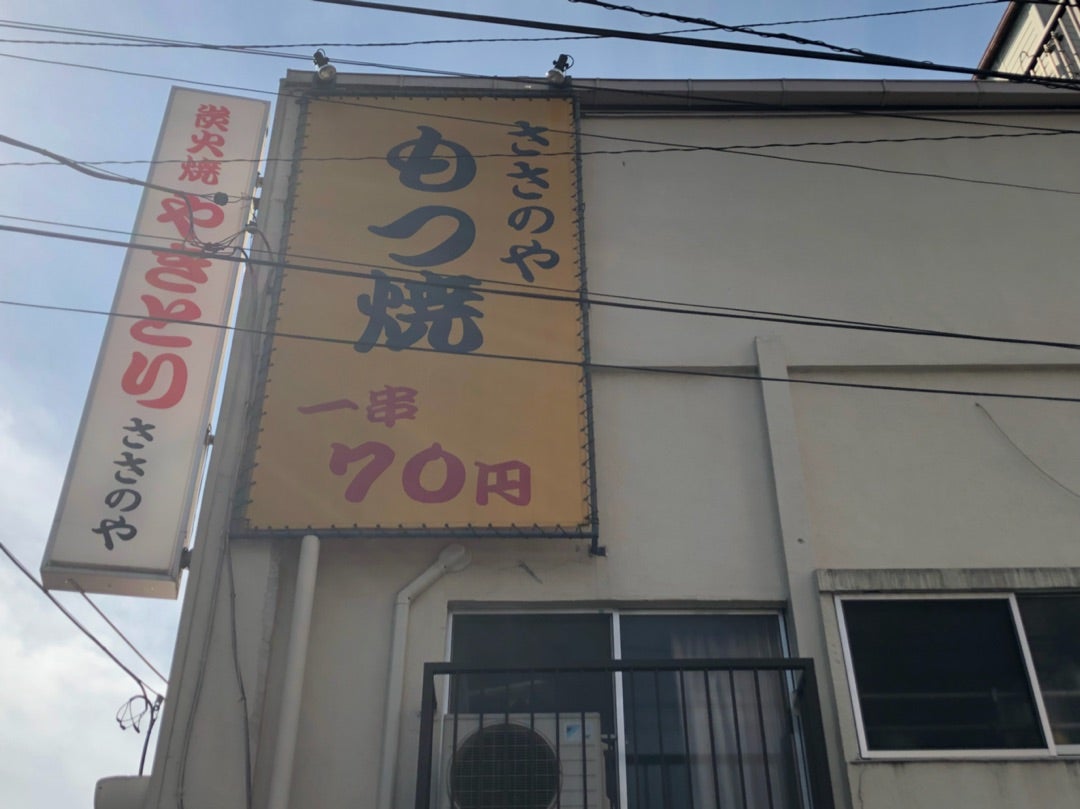 炭火焼
やきとり
ささのや
ささのや
もつ焼
一串
70円